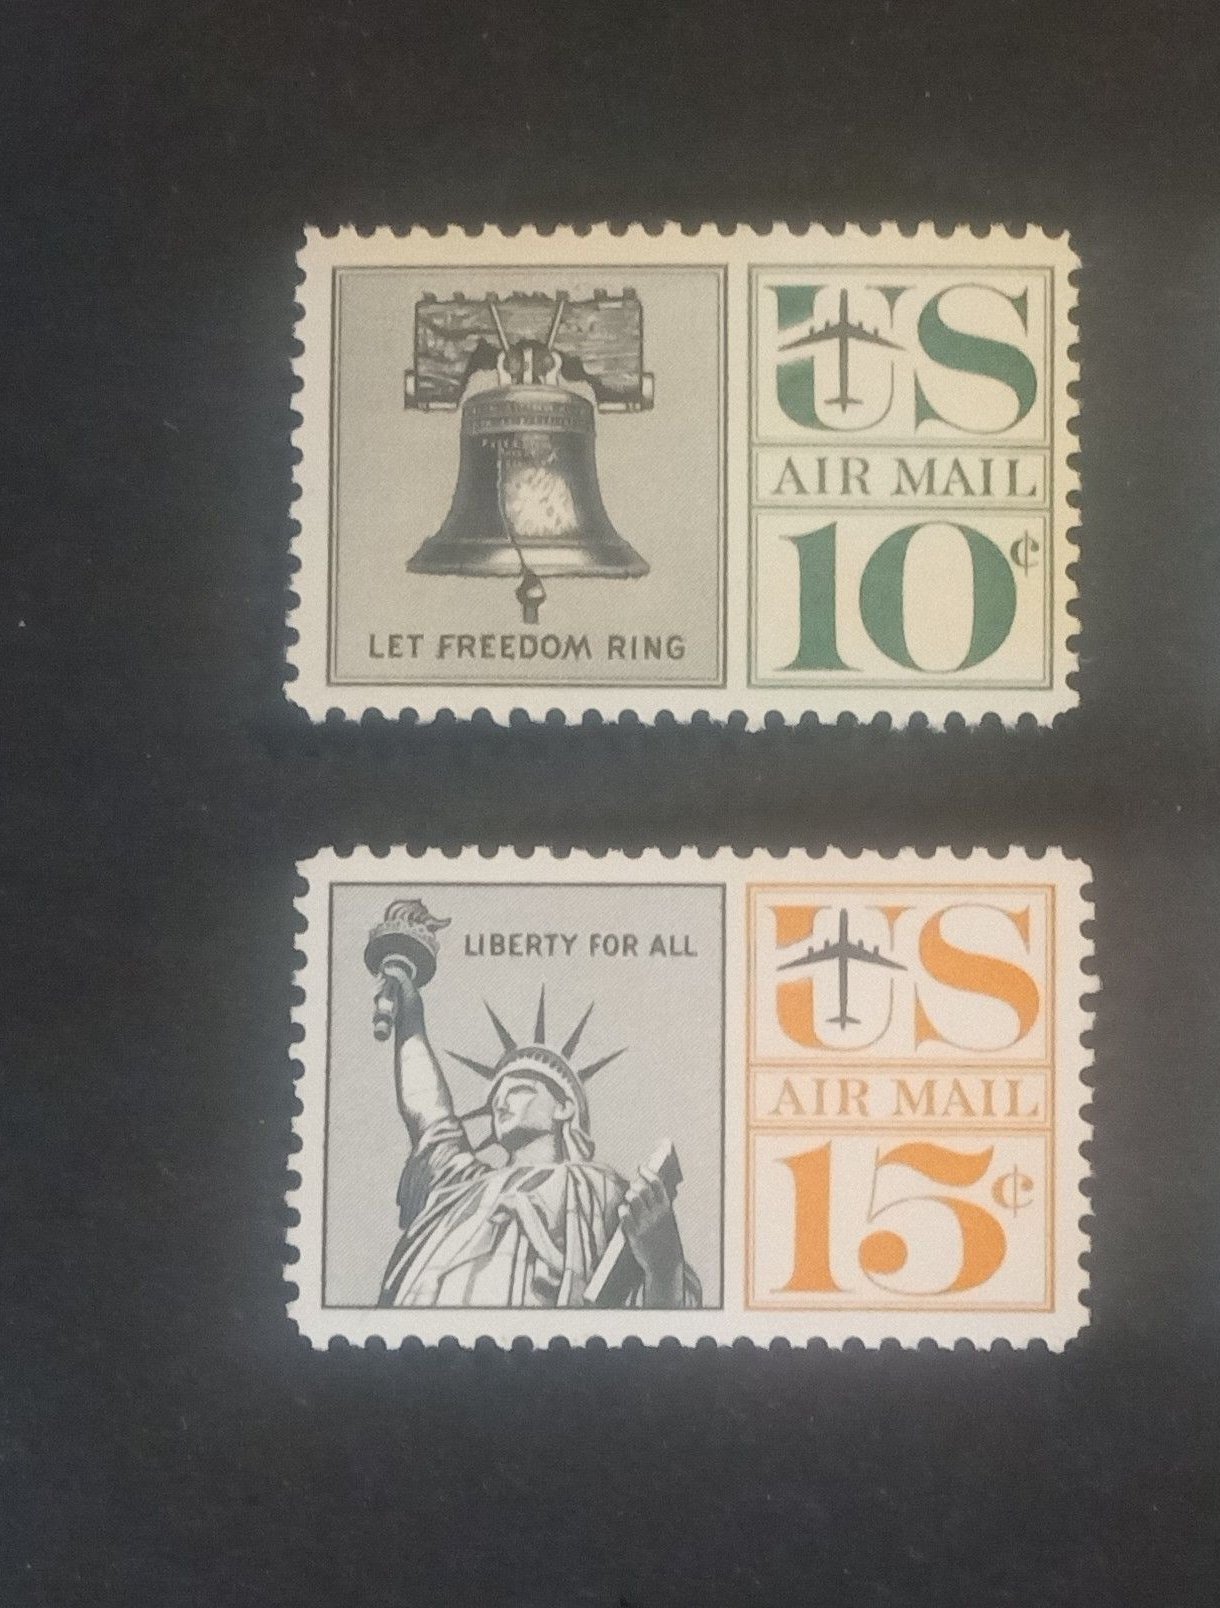 US
AIR MAIL
10¢
LET FREEDOM RING
LIBERTY FOR ALL
US
AIR MAIL
15¢